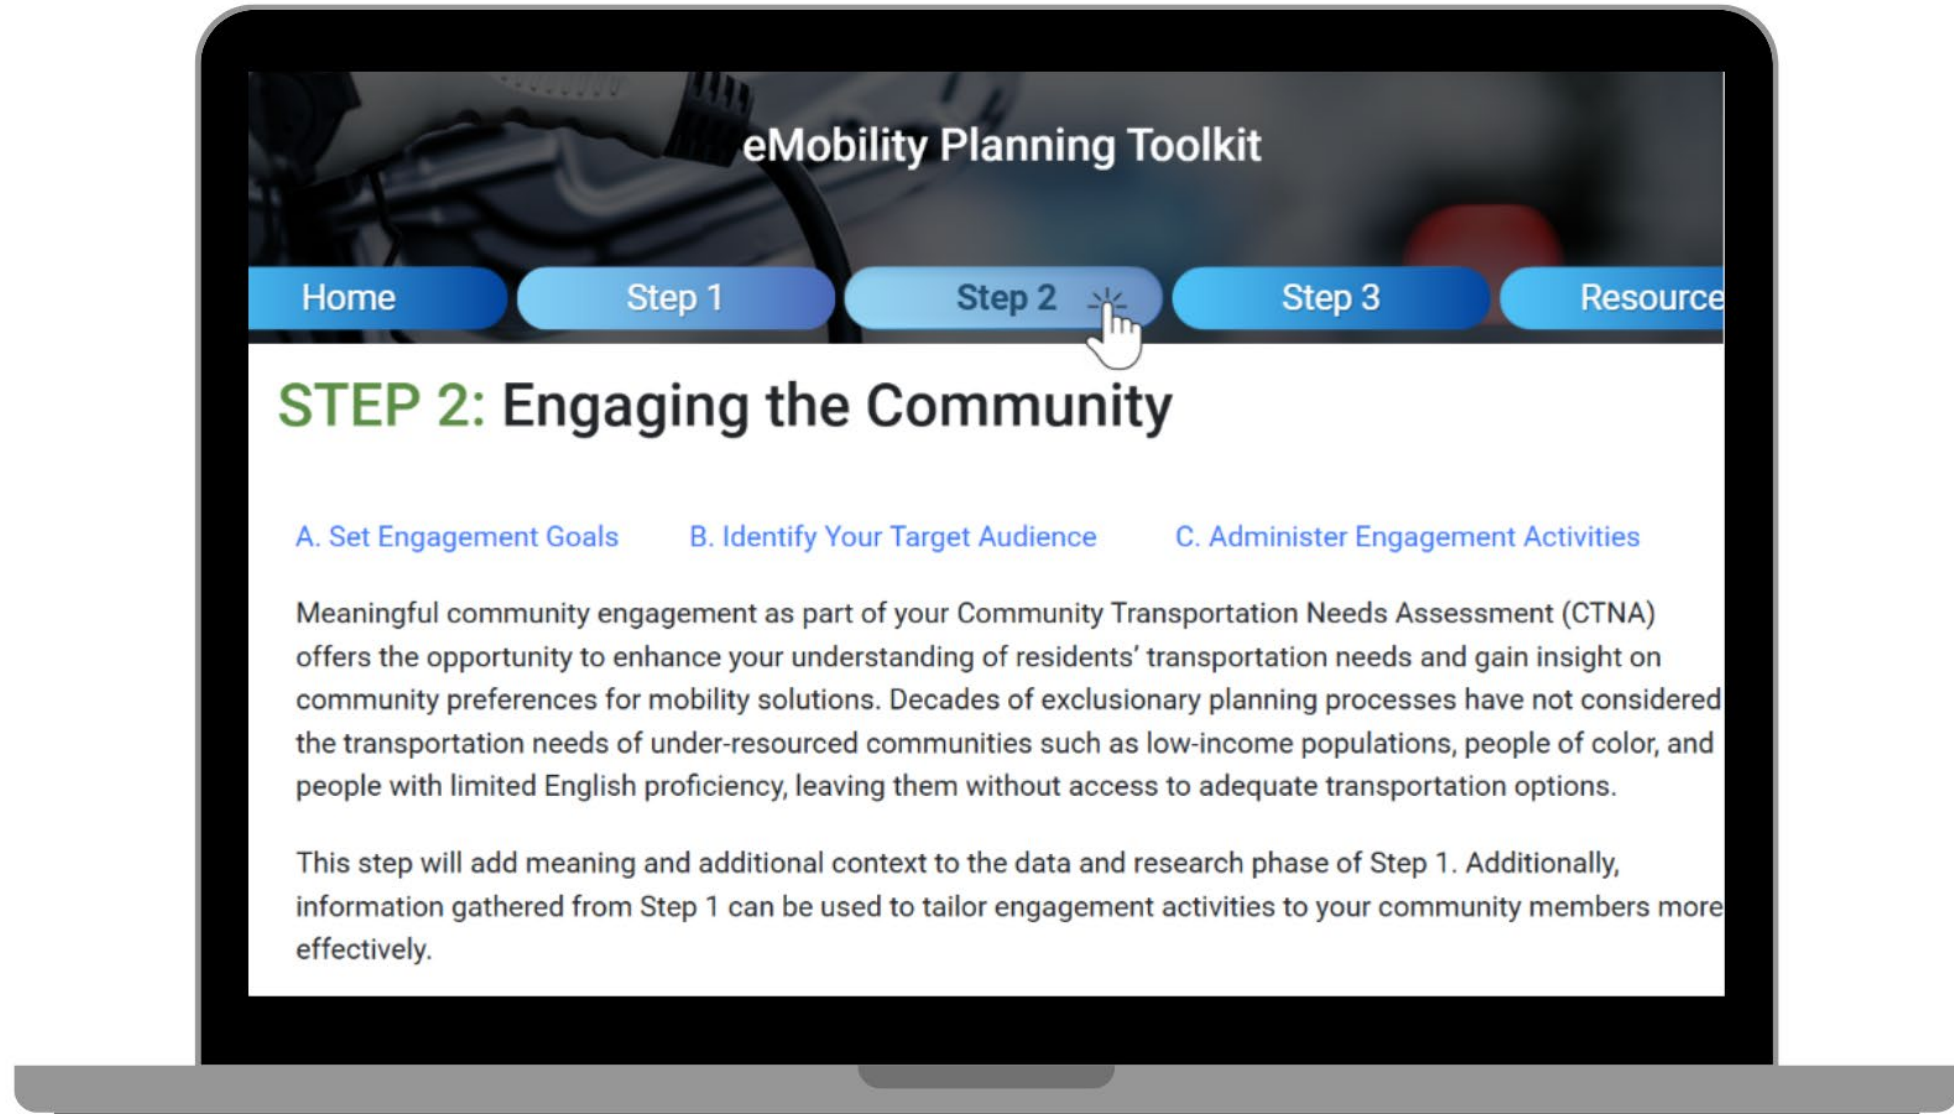 eMobility Planning Toolkit
Home Step 1 Step 2 Step 3 Resource
STEP 2: Engaging the Community
A. Set Engagement Goals B. Identify Your Target Audience C. Administer Engagement Activities
Meaningful community engagement as part of your Community Transportation Needs Assessment (CTNA)
offers the opportunity to enhance your understanding of residents’ transportation needs and gain insight on
community preferences for mobility solutions. Decades of exclusionary planning processes have not considered
the transportation needs of under-resourced communities such as low-income populations, people of color, and
people with limited English proficiency, leaving them without access to adequate transportation options.
This step will add meaning and additional context to the data and research phase of Step 1. Additionally,
information gathered from Step 1 can be used to tailor engagement activities to your community members more
effectively.